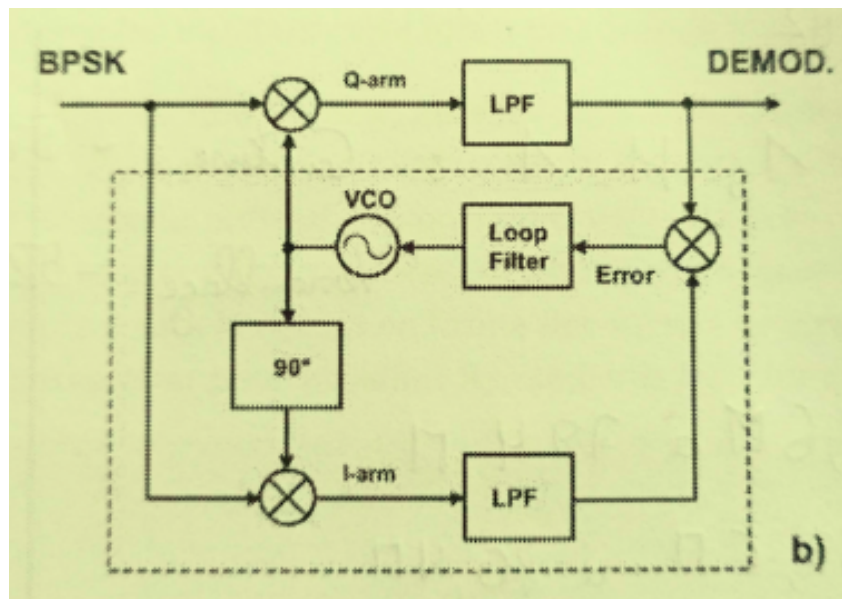 BPSK
Q-arm
LPF
DEMOD.
VCO
Loop
Filter
Error
90°
I-arm
LPF
b)